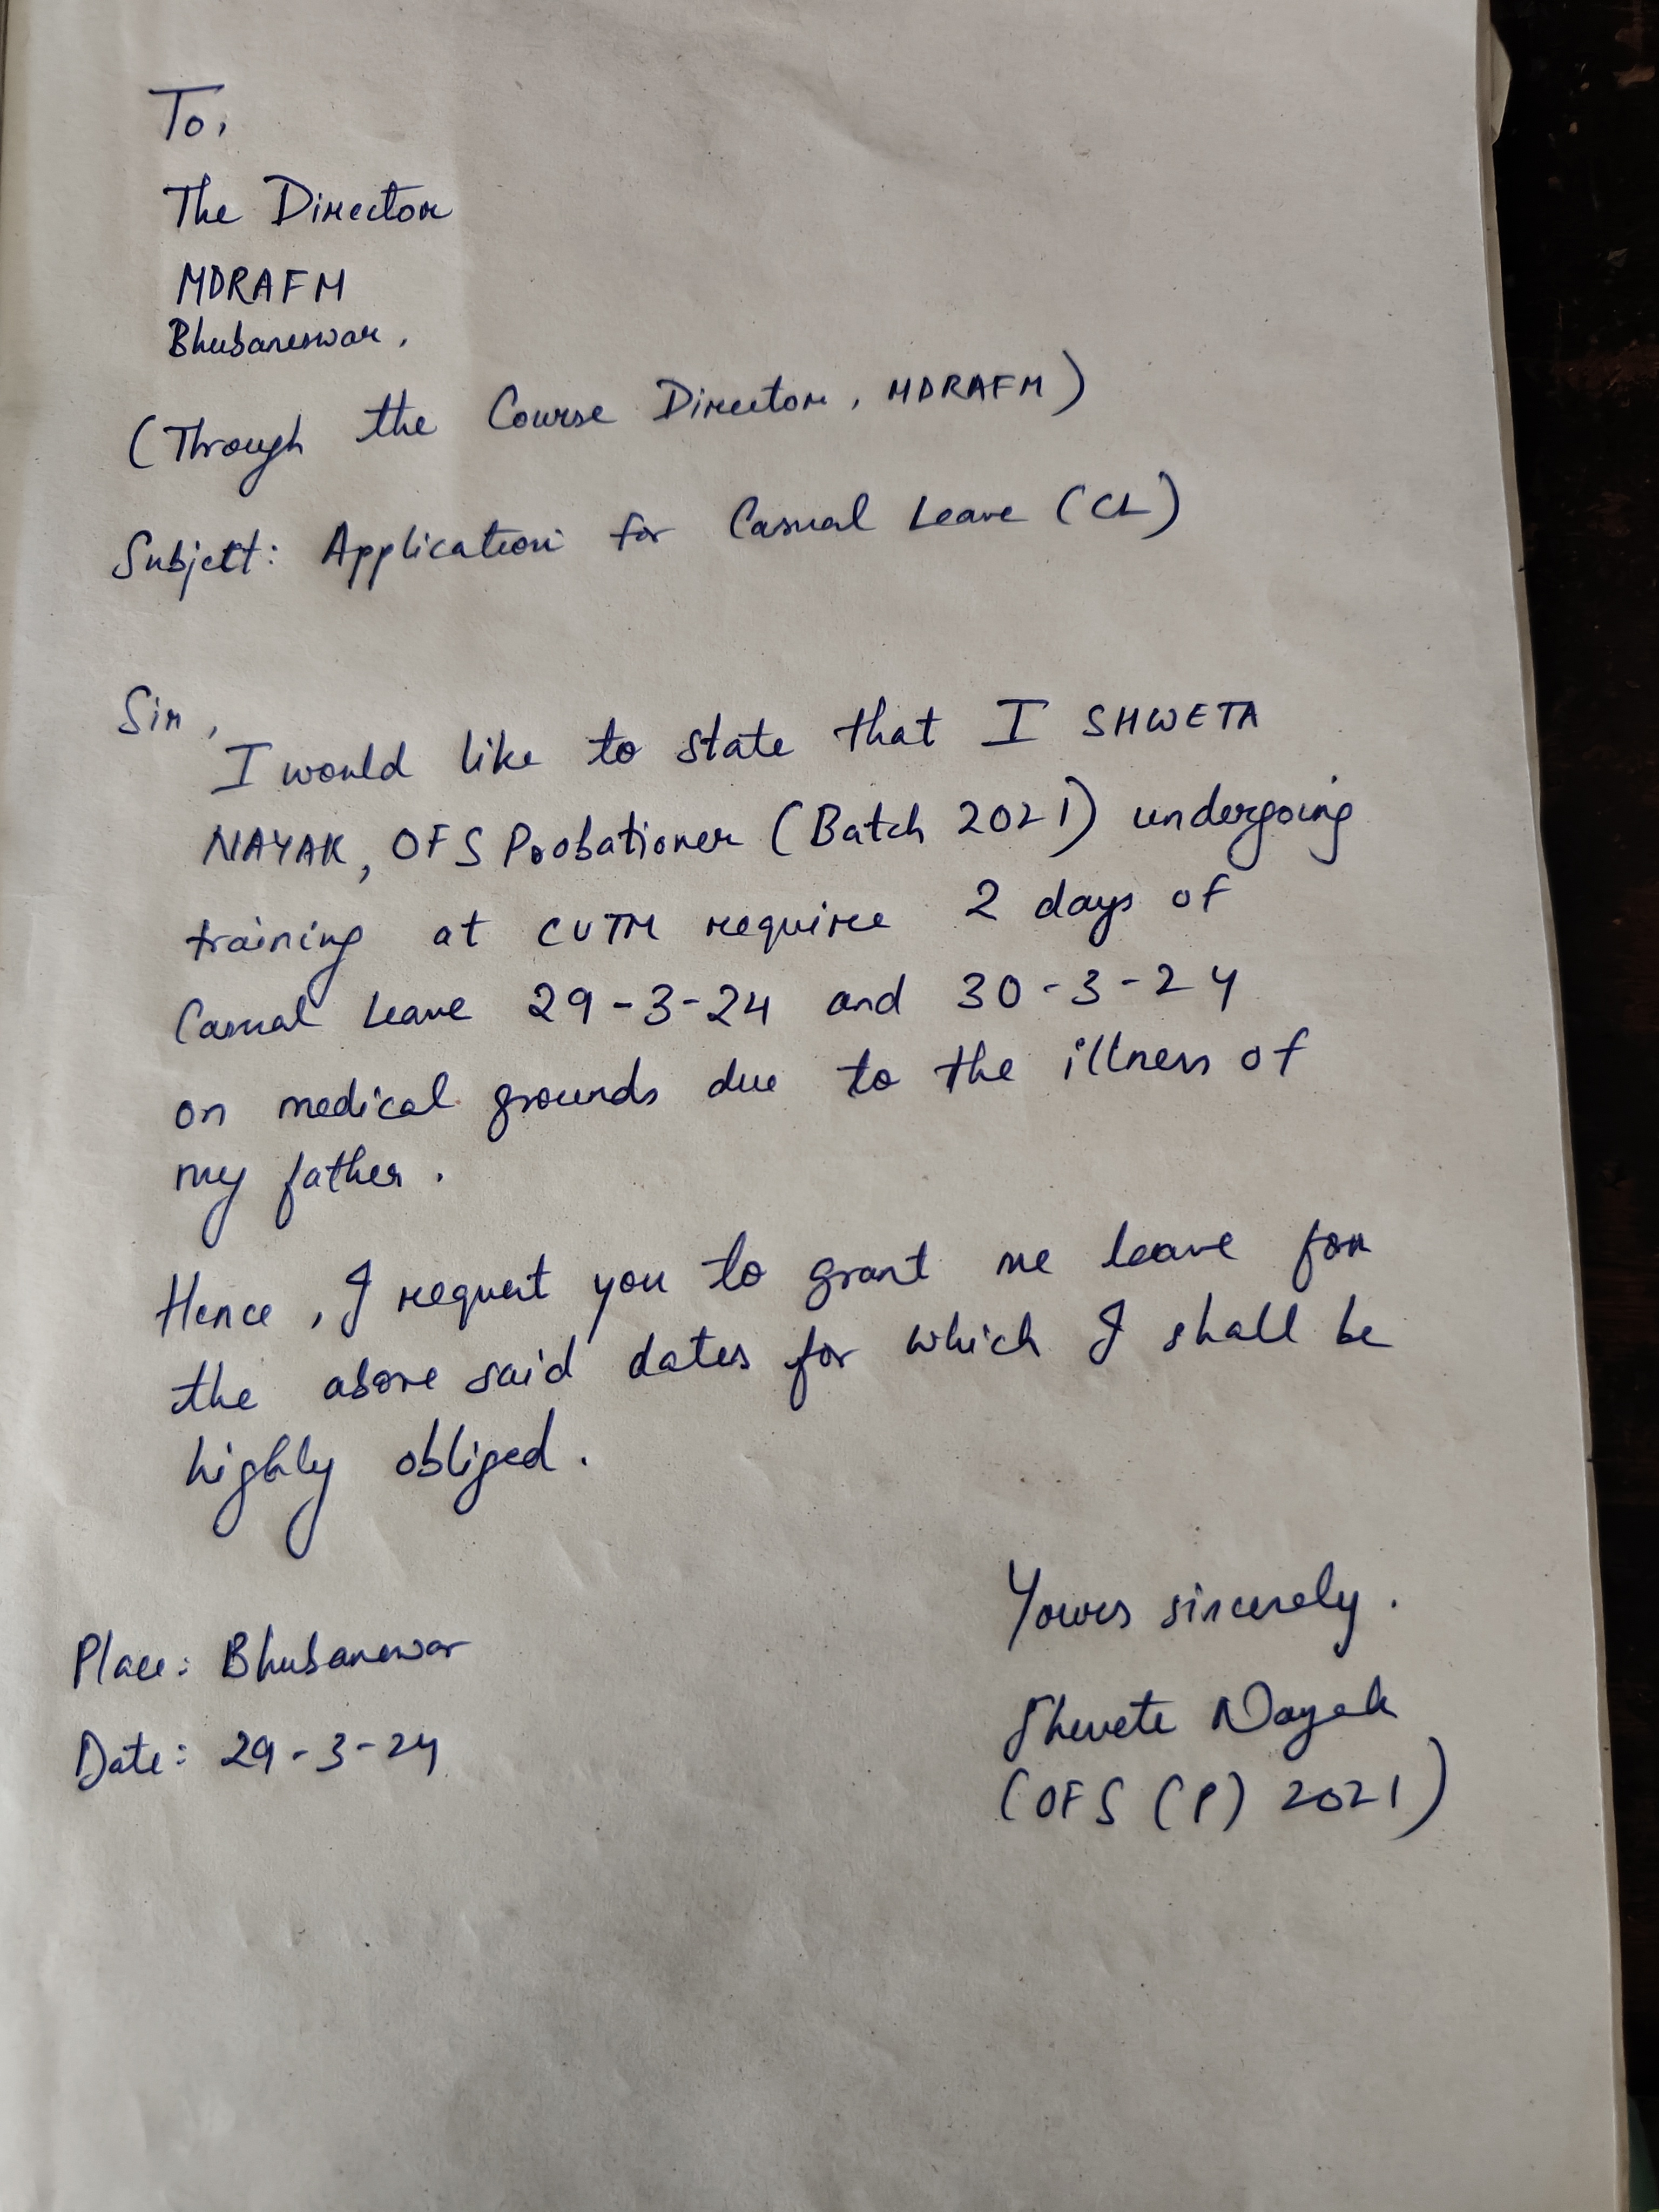 To,
The Director
MDRAFM
Bhubaneswar,
(Through the Course Director, MDRAFM)
Subject: Application for Casual Leave (CL)
Sir,
I would like to state that I SHWETA
NAYAK, OFS Probationer (Batch 2021) undergoing
training at CUTM require 2 days of
Casual Leave 29-3-24 and 30-3-24
on medical grounds due to the illness of
my father.
Hence, I request you to grant me leave for
the above said dates for which I shall be
highly obliged.
Yours sincerely.
Place: Bhubaneswar
Shweta Nayak
Date: 29-3-24
(OFS (P) 2021)